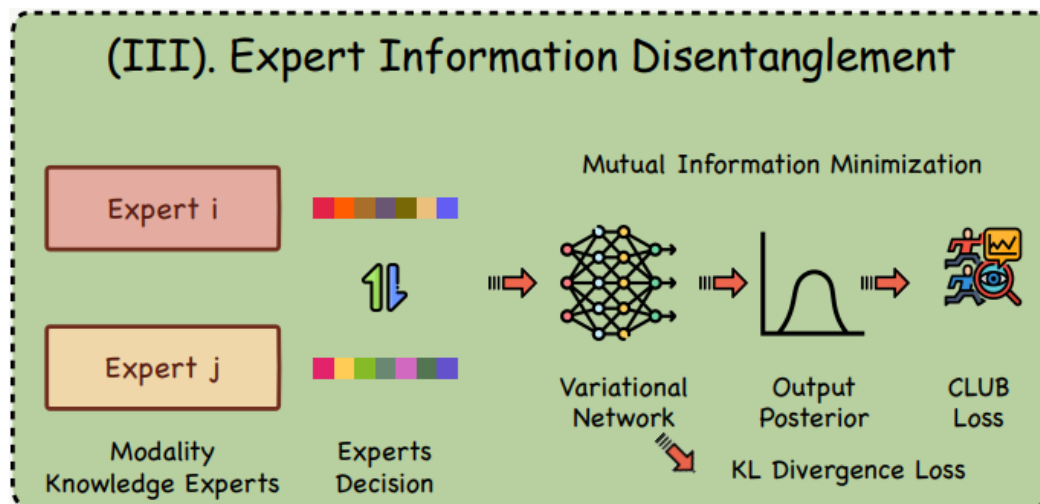 (III). Expert Information Disentanglement
Mutual Information Minimization
Expert i
Expert j
Variational
Network
Output
Posterior
CLUB
Loss
Modality
Knowledge Experts
Experts
Decision
KL Divergence Loss